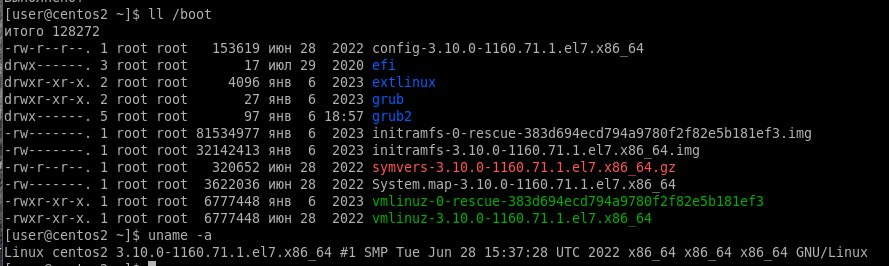 [user@centos2 ~]$ ll /boot
итого 128272
-rw-r--r--. 1 root root   153619 июн 28  2022 config-3.10.0-1160.71.1.el7.x86_64
drwx------. 3 root root       17 июл 29  2020 efi
drwxr-xr-x. 2 root root     4096 янв  6  2023 extlinux
drwxr-xr-x. 2 root root       27 янв  6  2023 grub
drwx------. 5 root root       97 янв  6 18:57 grub2
-rw-------. 1 root root 81534977 янв  6  2023 initramfs-0-rescue-383d694ecd794a9780f2f82e5b181ef3.img
-rw-------. 1 root root 32142413 янв  6  2023 initramfs-3.10.0-1160.71.1.el7.x86_64.img
-rw-r--r--. 1 root root   320652 июн 28  2022 symvers-3.10.0-1160.71.1.el7.x86_64.gz
-rw-------. 1 root root  3622036 июн 28  2022 System.map-3.10.0-1160.71.1.el7.x86_64
-rwxr-xr-x. 1 root root  6777448 янв  6  2023 vmlinuz-0-rescue-383d694ecd794a9780f2f82e5b181ef3
-rwxr-xr-x. 1 root root  6777448 июн 28  2022 vmlinuz-3.10.0-1160.71.1.el7.x86_64
[user@centos2 ~]$ uname -a
Linux centos2 3.10.0-1160.71.1.el7.x86_64 #1 SMP Tue Jun 28 15:37:28 UTC 2022 x86_64 x86_64 x86_64 GNU/Linux
[user@centos2 ~]$